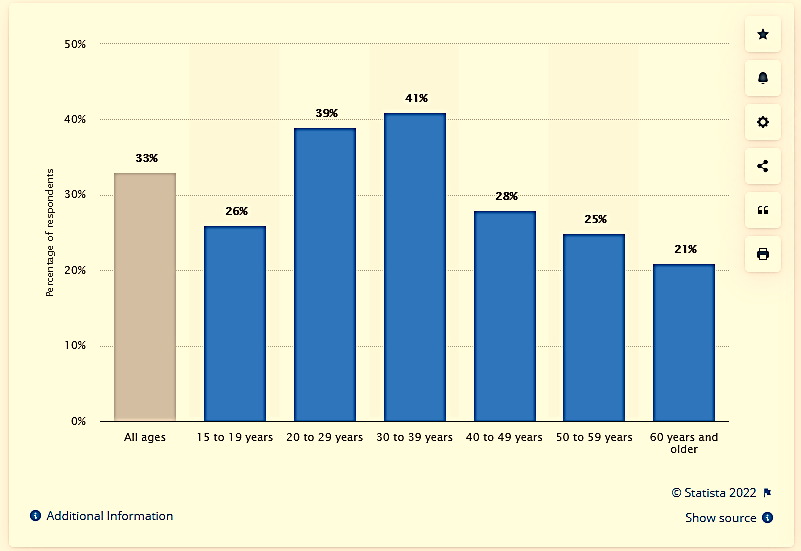 50%
40%
30%
20%
10%
0%
Percentage of respondents
33%
26%
39%
41%
28%
25%
21%
All ages
15 to 19 years
20 to 29 years
30 to 39 years
40 to 49 years
50 to 59 years
60 years and
older
© Statista 2022
Additional Information
Show source